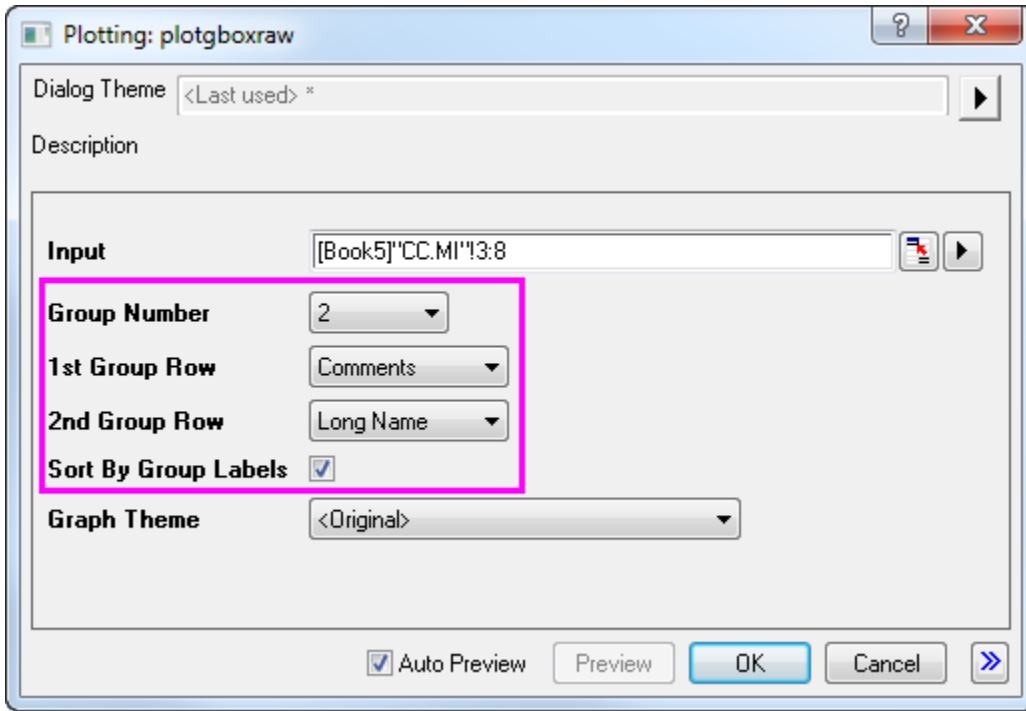 Plotting: plotgboxraw
?
Dialog Theme <Last used> *
Description
Input [Book5]"CC.MI"!3:8
Group Number 2
1st Group Row Comments
2nd Group Row Long Name
Sort By Group Labels
Graph Theme <Original>
Auto Preview Preview OK Cancel